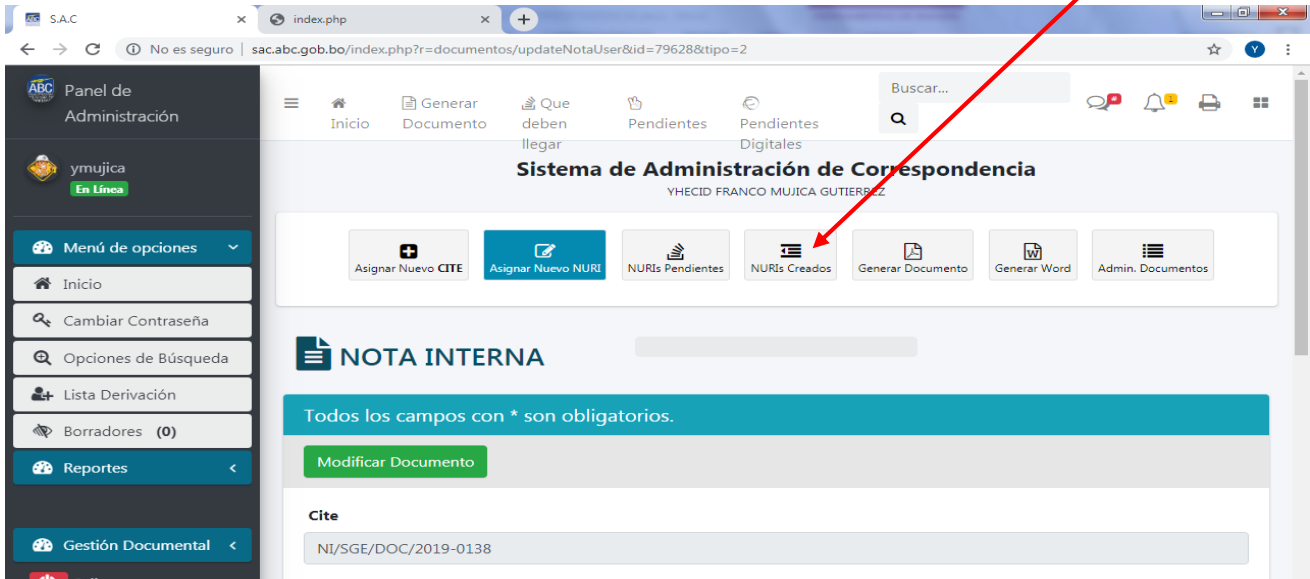 S.A.C
index.php
No es seguro | sac.abc.gob.bo/index.php?r=documentos/updateNotaUser&id=79628&tipo=2
Y
ABC
Panel de
Administración
ymujica
En Línea
Menú de opciones
Inicio
Cambiar Contraseña
Opciones de Búsqueda
Lista Derivación
Borradores (0)
Reportes
Gestión Documental
Inicio
Generar
Documento
Que
deben
llegar
Pendientes
Pendientes
Digitales
Buscar...
1
Sistema de Administración de Correspondencia
YHECID FRANCO MUJICA GUTIERREZ
Asignar Nuevo CITE
Asignar Nuevo NURI
NURIs Pendientes
NURIs Creados
Generar Documento
Generar Word
Admin. Documentos
NOTA INTERNA
Todos los campos con * son obligatorios.
Modificar Documento
Cite
NI/SGE/DOC/2019-0138